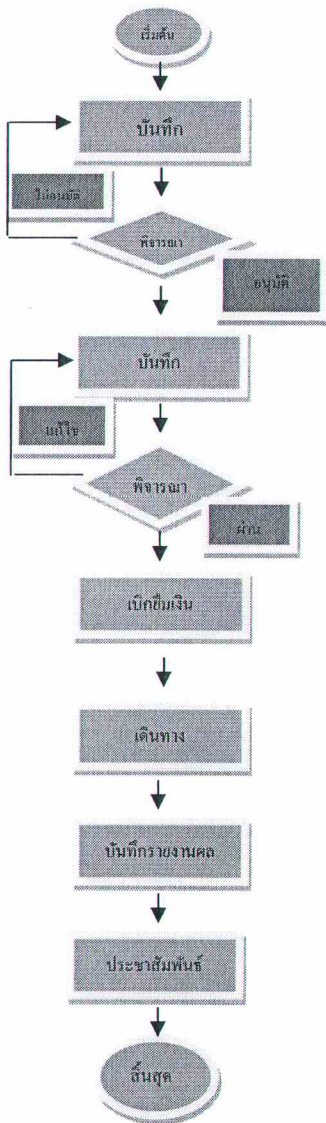 เริ่มต้น
บันทึก
ไม่อนุมัติ
พิจารณา
อนุมัติ
บันทึก
แก้ไข
พิจารณา
ผ่าน
เบิกยืมเงิน
เดินทาง
บันทึกรายงานผล
ประชาสัมพันธ์
สิ้นสุด